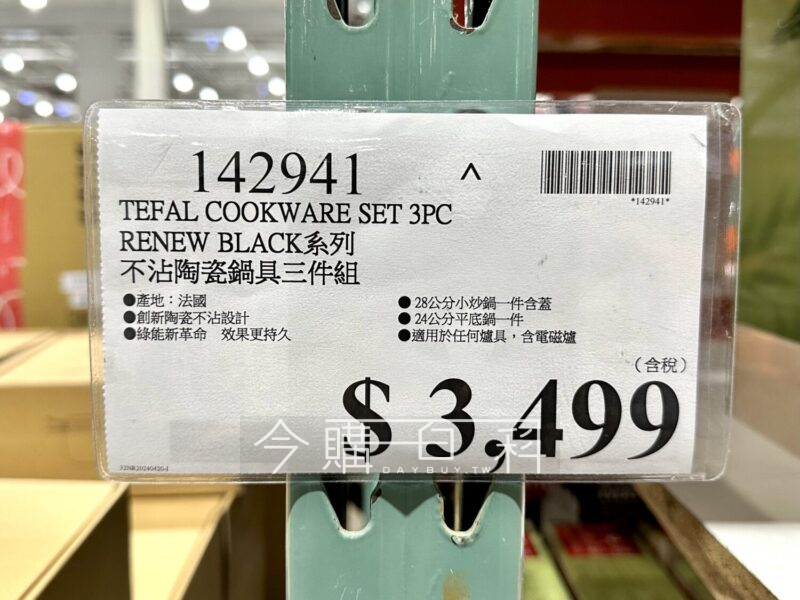 142941
^
*142941*
TEFAL COOKWARE SET 3PC
RENEW BLACK系列
不沾陶瓷鍋具三件組
●產地：法國
●創新陶瓷不沾設計
●綠能新革命 效果更持久
●28公分小炒鍋一件含蓋
●24公分平底鍋一件
●適用於任何爐具，含電磁爐
（含稅）
$ 3,499
今購百科
DAYBUY.TW